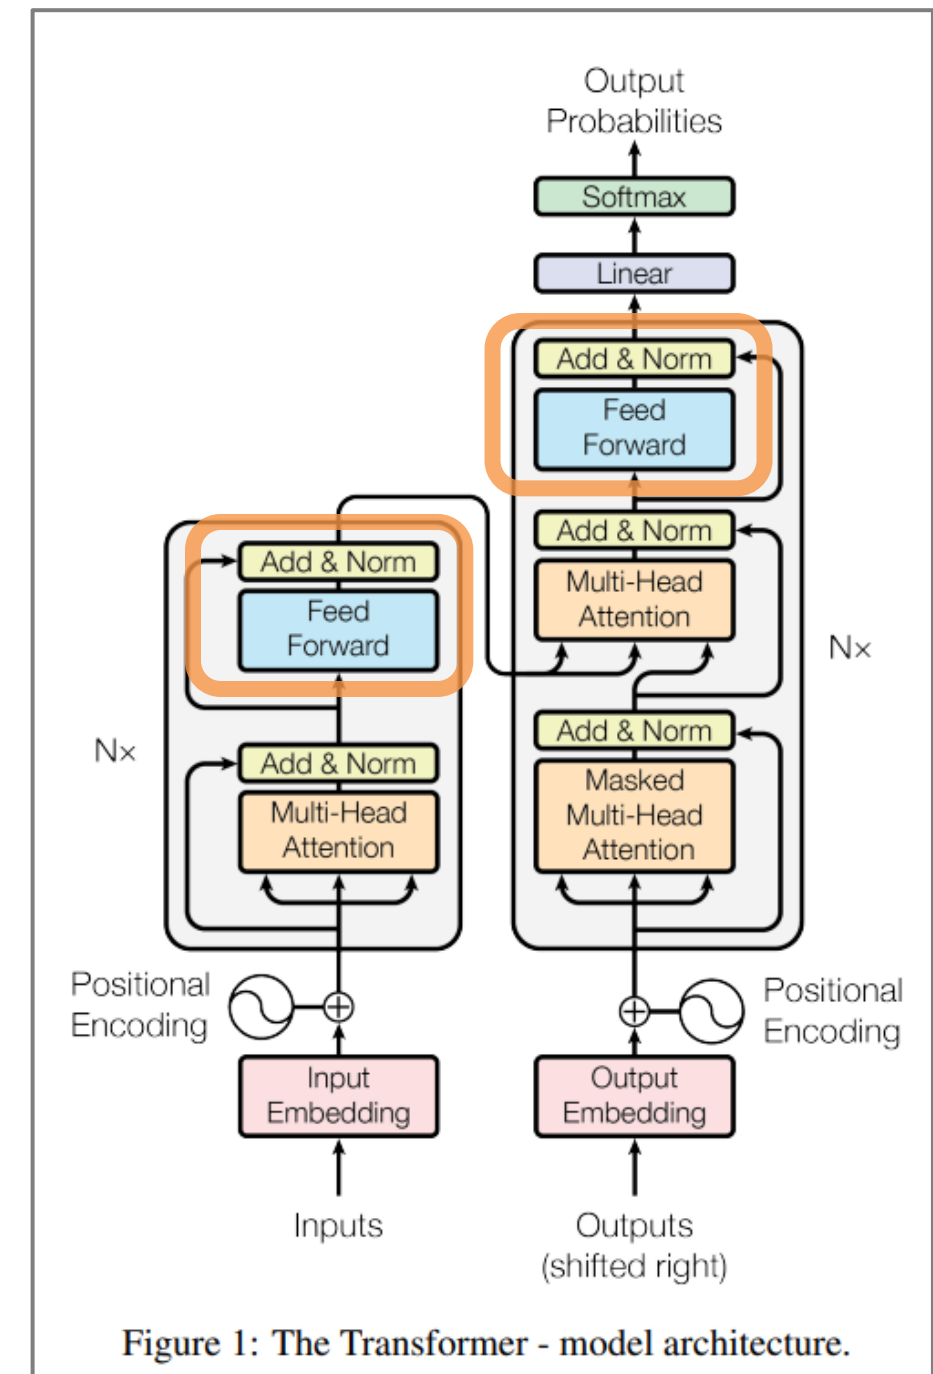 Output
Probabilities
Softmax
Linear
Add & Norm
Feed
Forward
Add & Norm
Multi-Head
Attention
Nx
Add & Norm
Masked
Multi-Head
Attention
Add & Norm
Feed
Forward
Nx
Add & Norm
Multi-Head
Attention
Positional
Encoding
Positional
Encoding
Input
Embedding
Output
Embedding
Inputs
Outputs
(shifted right)
Figure 1: The Transformer - model architecture.